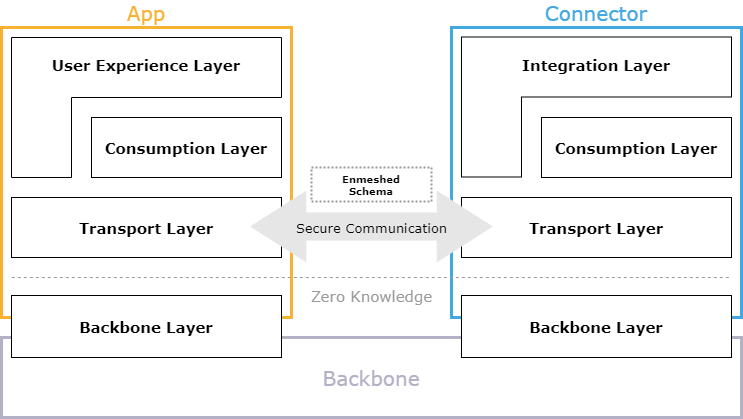 App
Connector
User Experience Layer
Integration Layer
Consumption Layer
Consumption Layer
Enmeshed
Schema
Transport Layer
Secure Communication
Transport Layer
Zero Knowledge
Backbone Layer
Backbone Layer
Backbone